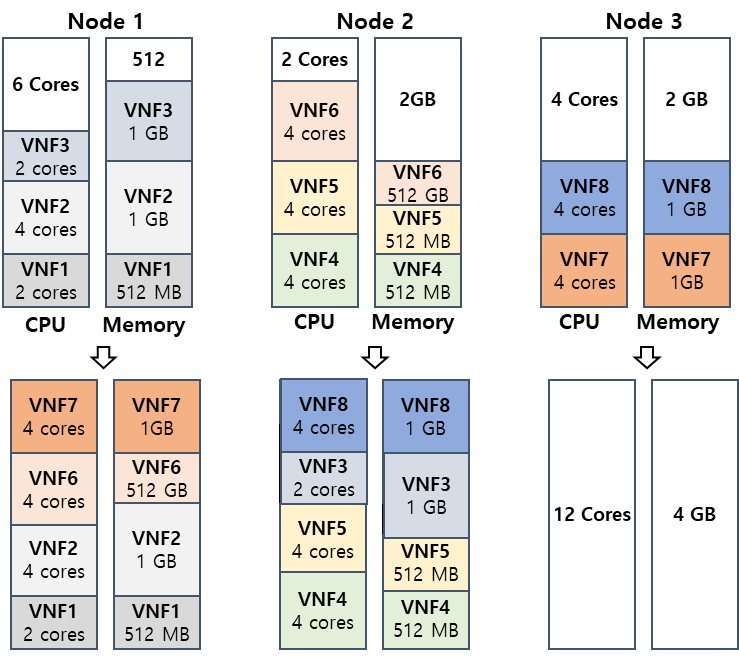 Node 1
6 Cores
VNF3
2 cores
VNF2
4 cores
VNF1
2 cores
CPU
512
VNF3
1 GB
VNF2
1 GB
VNF1
512 MB
Memory
Node 2
2 Cores
VNF6
4 cores
VNF5
4 cores
VNF4
4 cores
CPU
2GB
VNF6
512 GB
VNF5
512 MB
VNF4
512 MB
Memory
Node 3
4 Cores
VNF8
4 cores
VNF7
4 cores
CPU
2 GB
VNF8
1 GB
VNF7
1GB
Memory
VNF7
4 cores
VNF6
4 cores
VNF2
4 cores
VNF1
2 cores
VNF7
1GB
VNF6
512 GB
VNF2
1 GB
VNF1
512 MB
VNF8
4 cores
VNF3
2 cores
VNF5
4 cores
VNF4
4 cores
VNF8
1 GB
VNF3
1 GB
VNF5
512 MB
VNF4
512 MB
12 Cores
4 GB